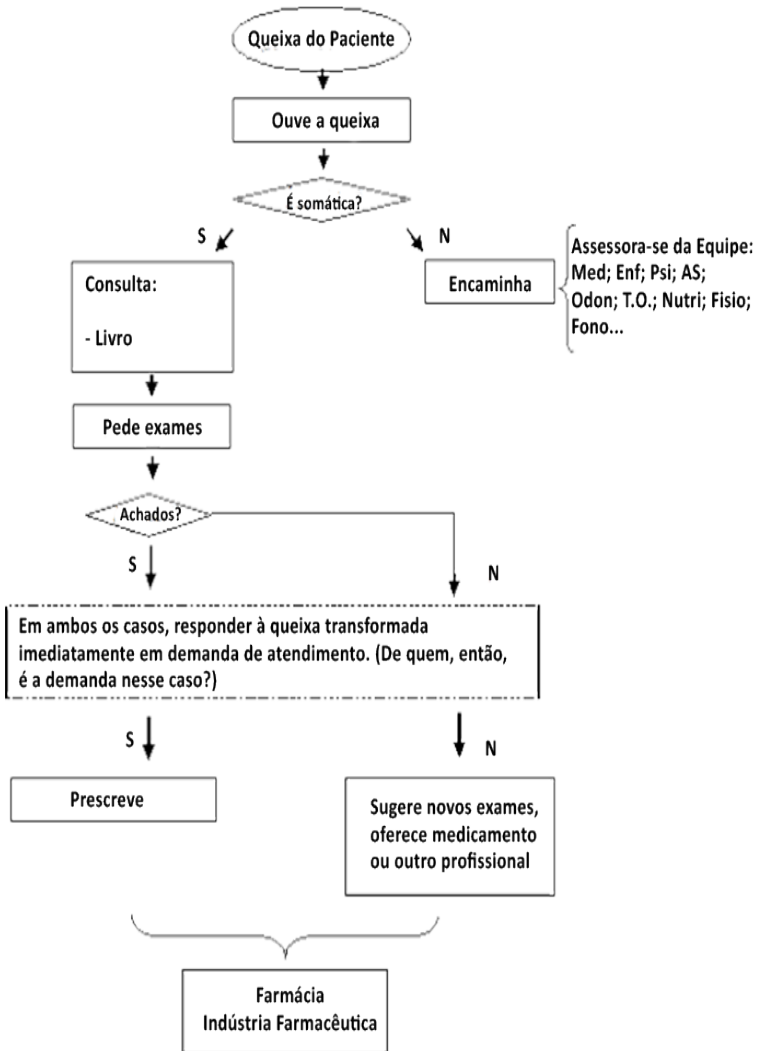 Queixa do Paciente
Ouve a queixa
É somática?
S
N
Consulta:
- Livro
Encaminha
Assessora-se da Equipe:
Med; Enf; Psi; AS;
Odon; T.O.; Nutri; Fisio;
Fono...
Pede exames
Achados?
S
N
Em ambos os casos, responder à queixa transformada
imediatamente em demanda de atendimento. (De quem, então,
é a demanda nesse caso?)
S
N
Prescreve
Sugere novos exames,
oferece medicamento
ou outro profissional
Farmácia
Indústria Farmacêutica